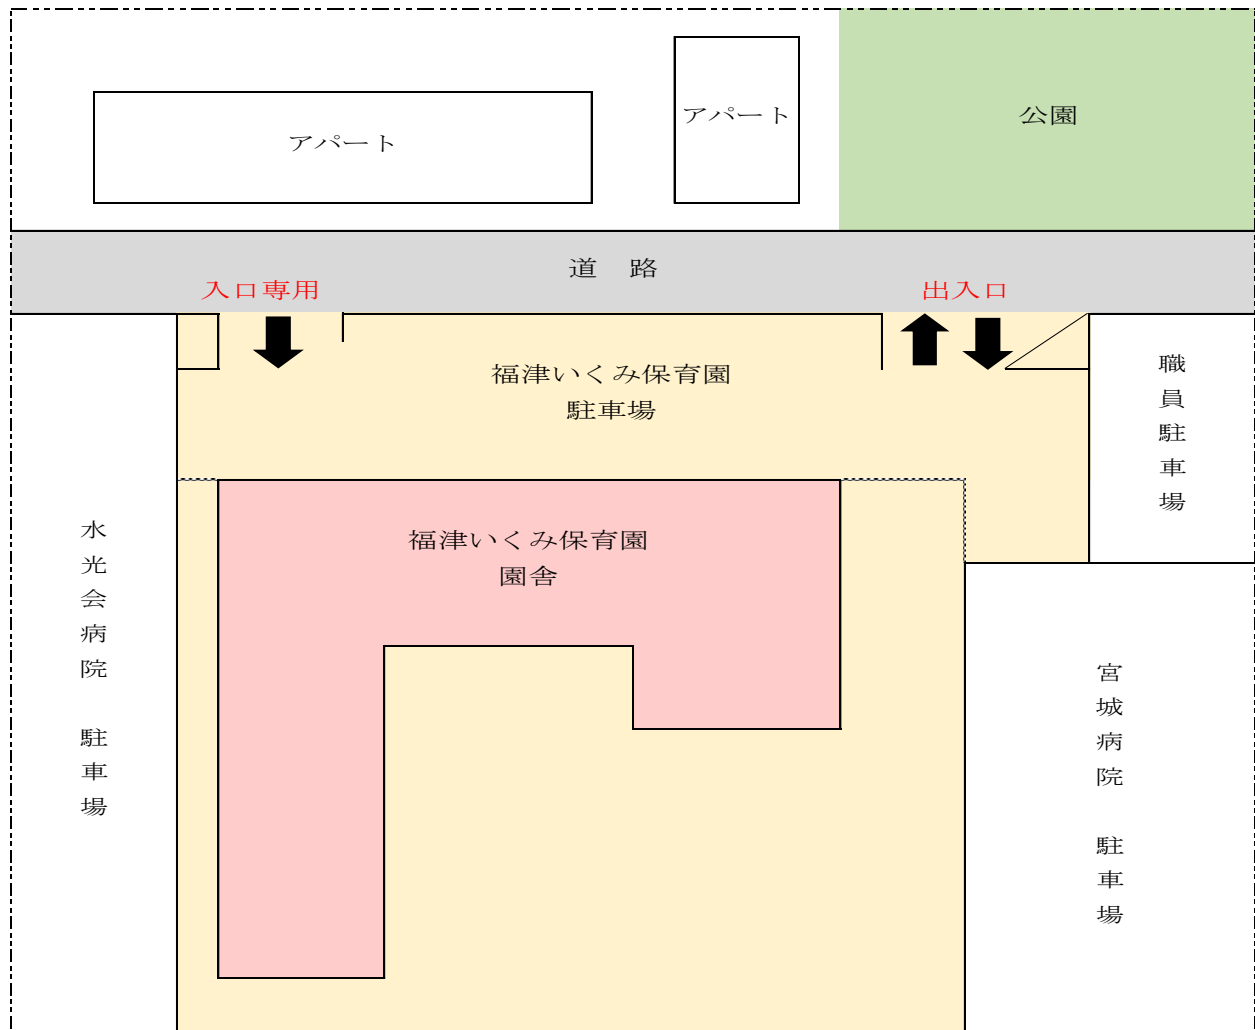 アパート
アパート
公園
道　路
入口専用
出入口
福津いくみ保育園
駐車場
職員駐車場
福津いくみ保育園
園舎
水光会病院　駐車場
宮城病院　駐車場